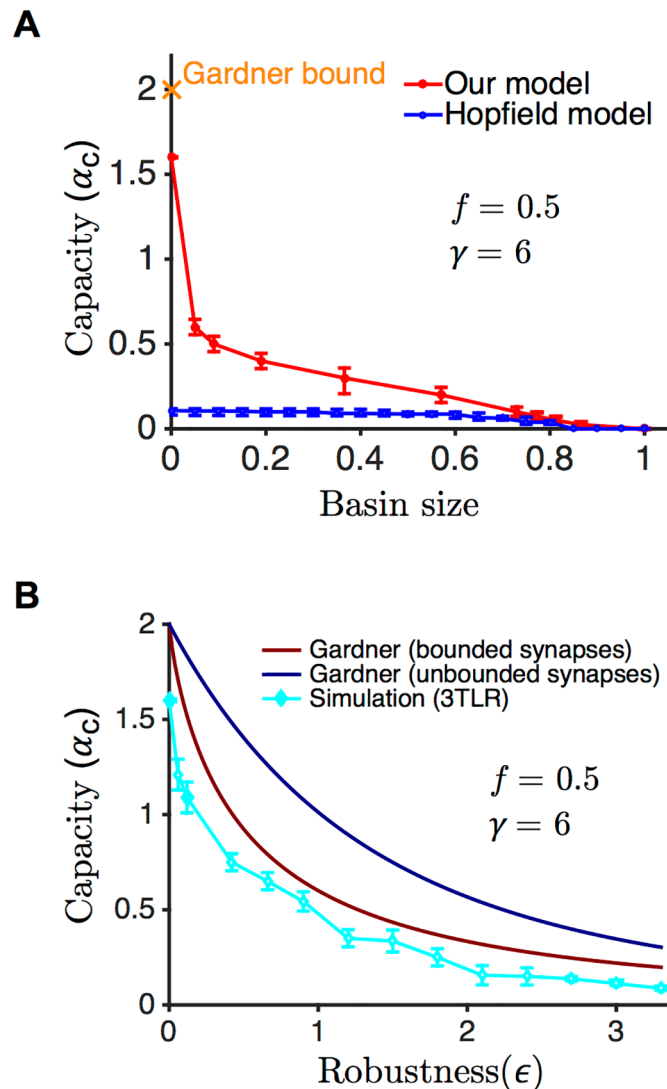 A
Gardner bound
Our model
Hopfield model
f = 0.5
γ = 6
Capacity (αc)
2
1.5
1
0.5
0
0 0.2 0.4 0.6 0.8 1
Basin size
B
Gardner (bounded synapses)
Gardner (unbounded synapses)
Simulation (3TLR)
f = 0.5
γ = 6
Capacity (αc)
2
1.5
1
0.5
0
0 1 2 3
Robustness(ϵ)